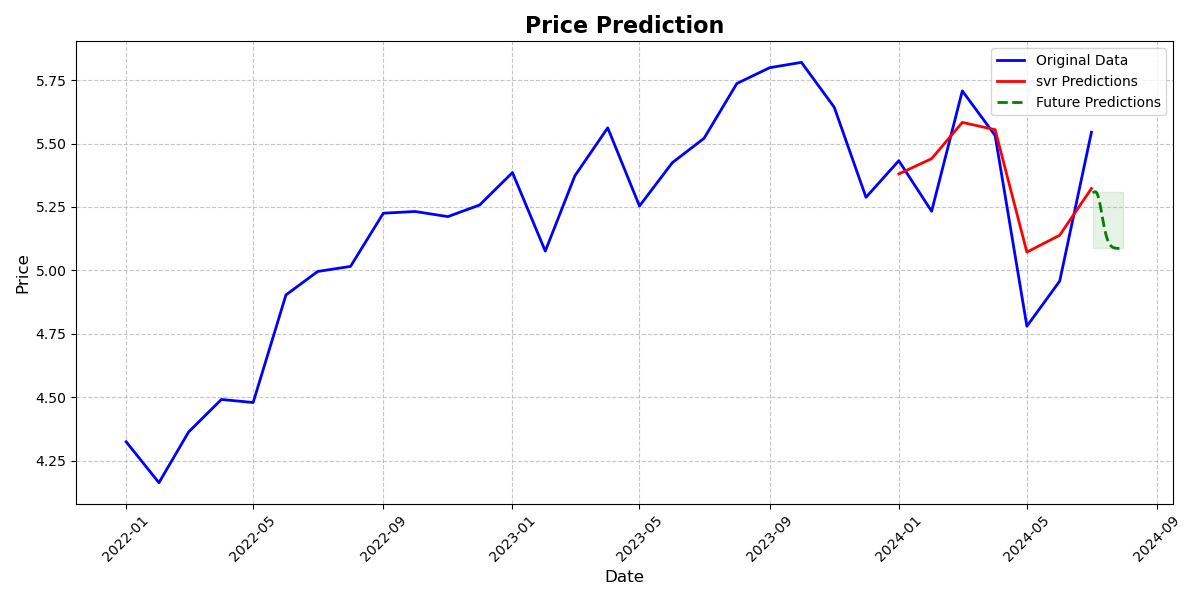 Price Prediction
Original Data
svr Predictions
Future Predictions
Price
5.75
5.50
5.25
5.00
4.75
4.50
4.25
2022-01
2022-05
2022-09
2023-01
2023-05
2023-09
2024-01
2024-05
2024-09
Date